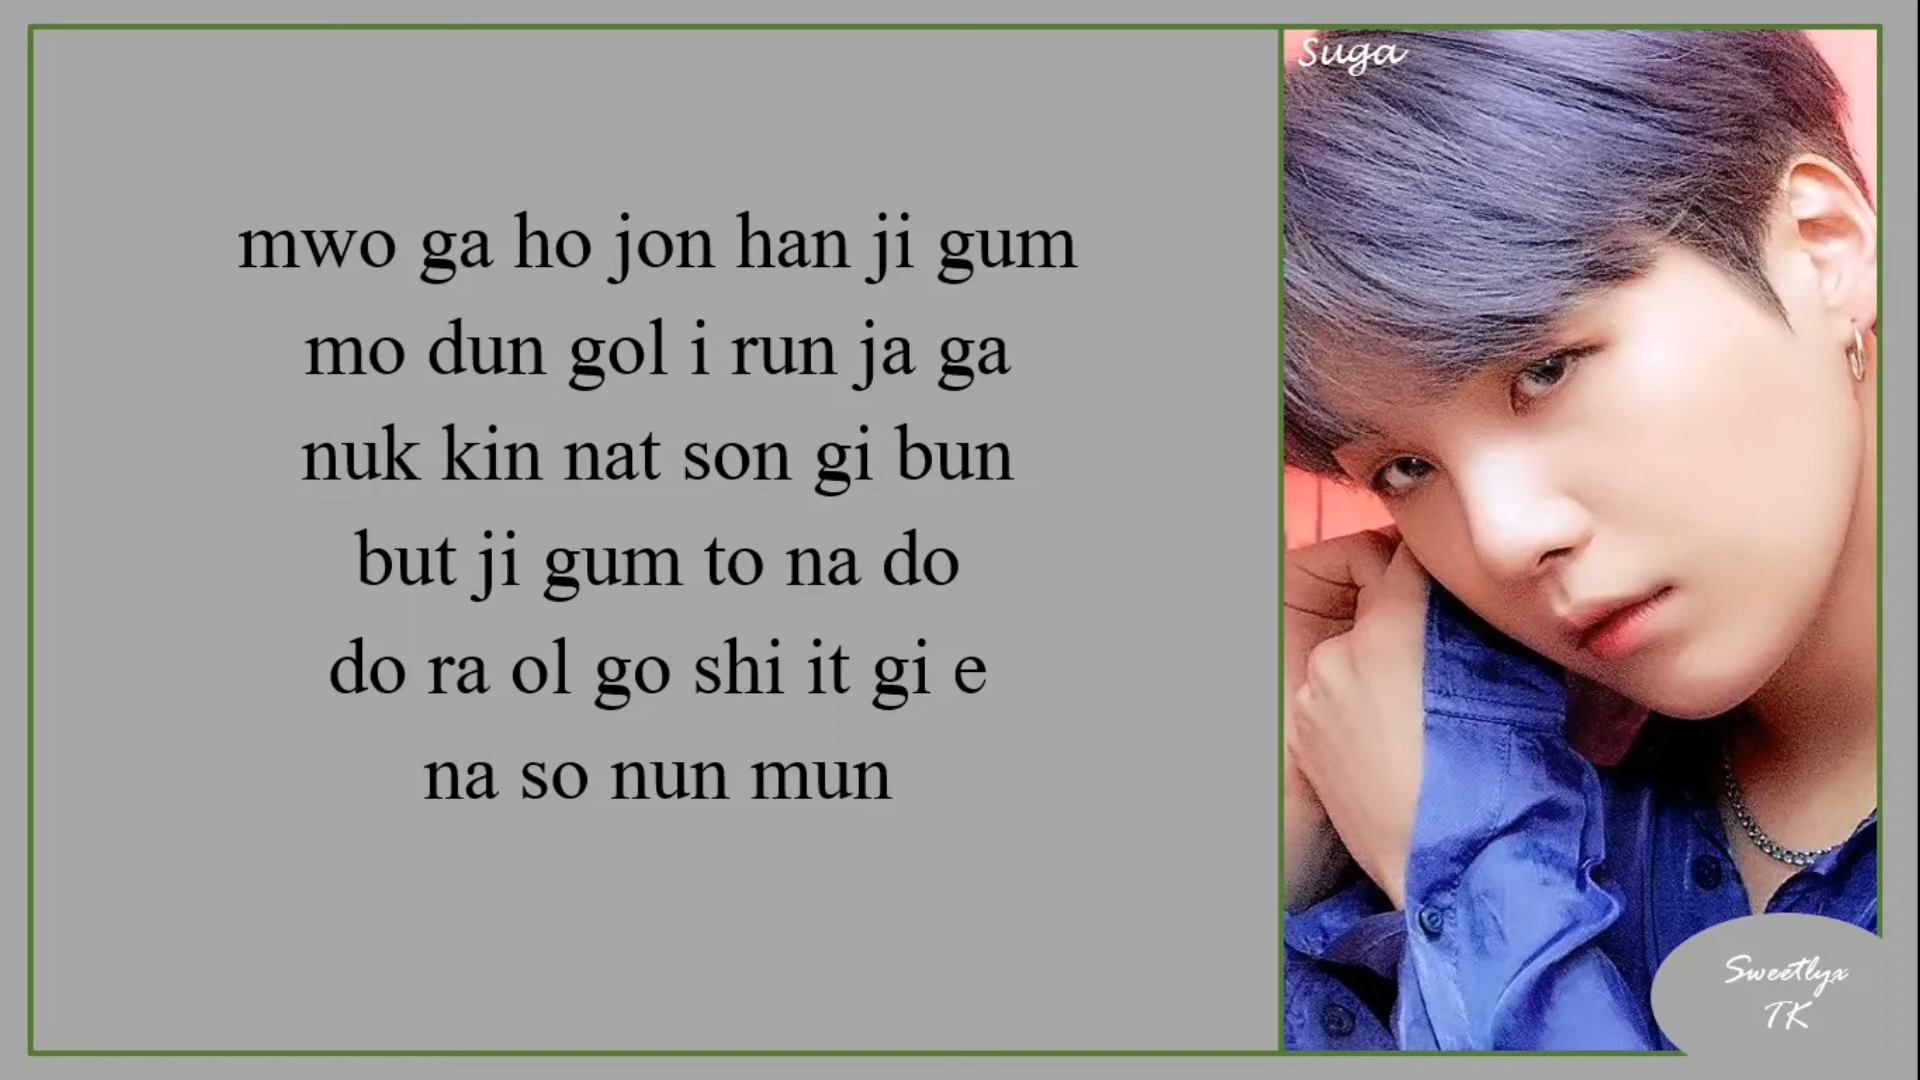 Suga
mwo ga ho jon han ji gum
mo dun gol i run ja ga
nuk kin nat son gi bun
but ji gum to na do
do ra ol go shi it gi e
na so nun mun
Sweetlyx
TK